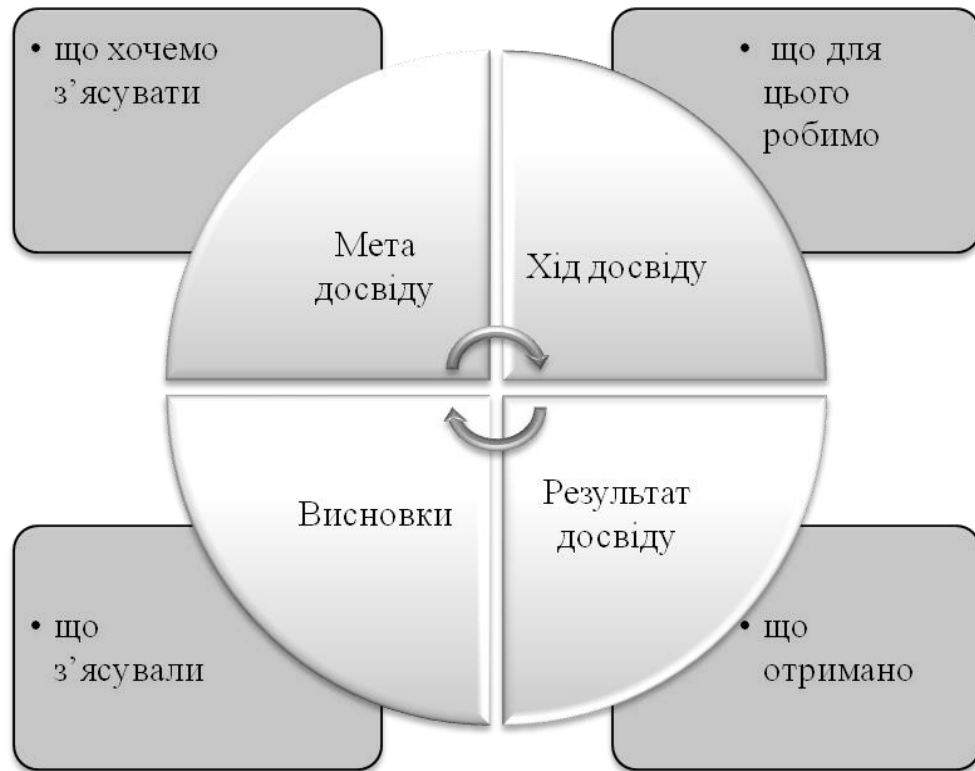 • що хочемо
з’ясувати
• що для
цього
робимо
Мета
досвіду
Хід досвіду
Висновки
Результат
досвіду
• що
з’ясували
• що
отримано